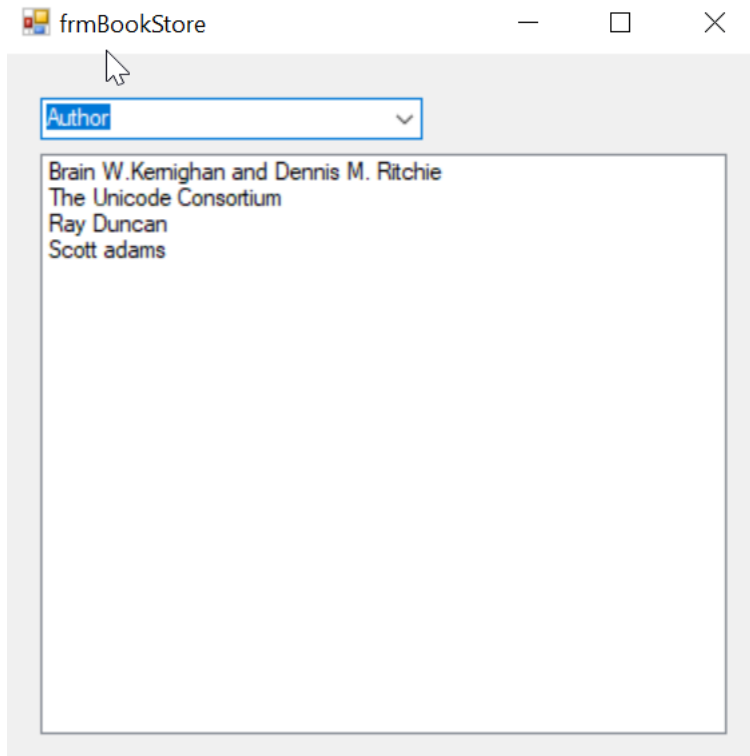 frmBookStore
Author
Brain W.Kernighan and Dennis M. Ritchie
The Unicode Consortium
Ray Duncan
Scott adams